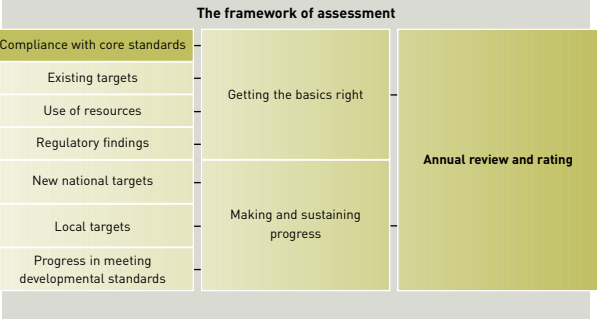 The framework of assessment
Compliance with core standards
Existing targets
Use of resources
Regulatory findings
New national targets
Local targets
Progress in meeting
developmental standards
Getting the basics right
Making and sustaining
progress
Annual review and rating